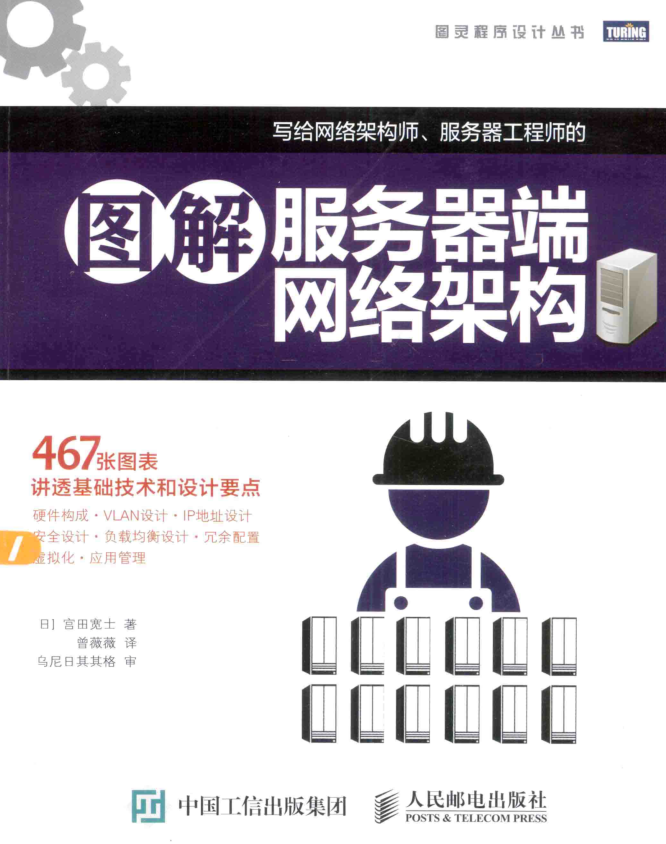 图灵程序设计丛书
TURING
写给网络架构师、服务器工程师的
图解 服务器端
网络架构
467张图表
讲透基础技术和设计要点
硬件构成·VLAN设计·IP地址设计
安全设计·负载均衡设计·冗余配置
虚拟化·应用管理
日] 宫田宽士 著
曾薇薇 译
乌尼日其其格 审
中国工信出版集团
人民邮电出版社
POSTS & TELECOM PRESS